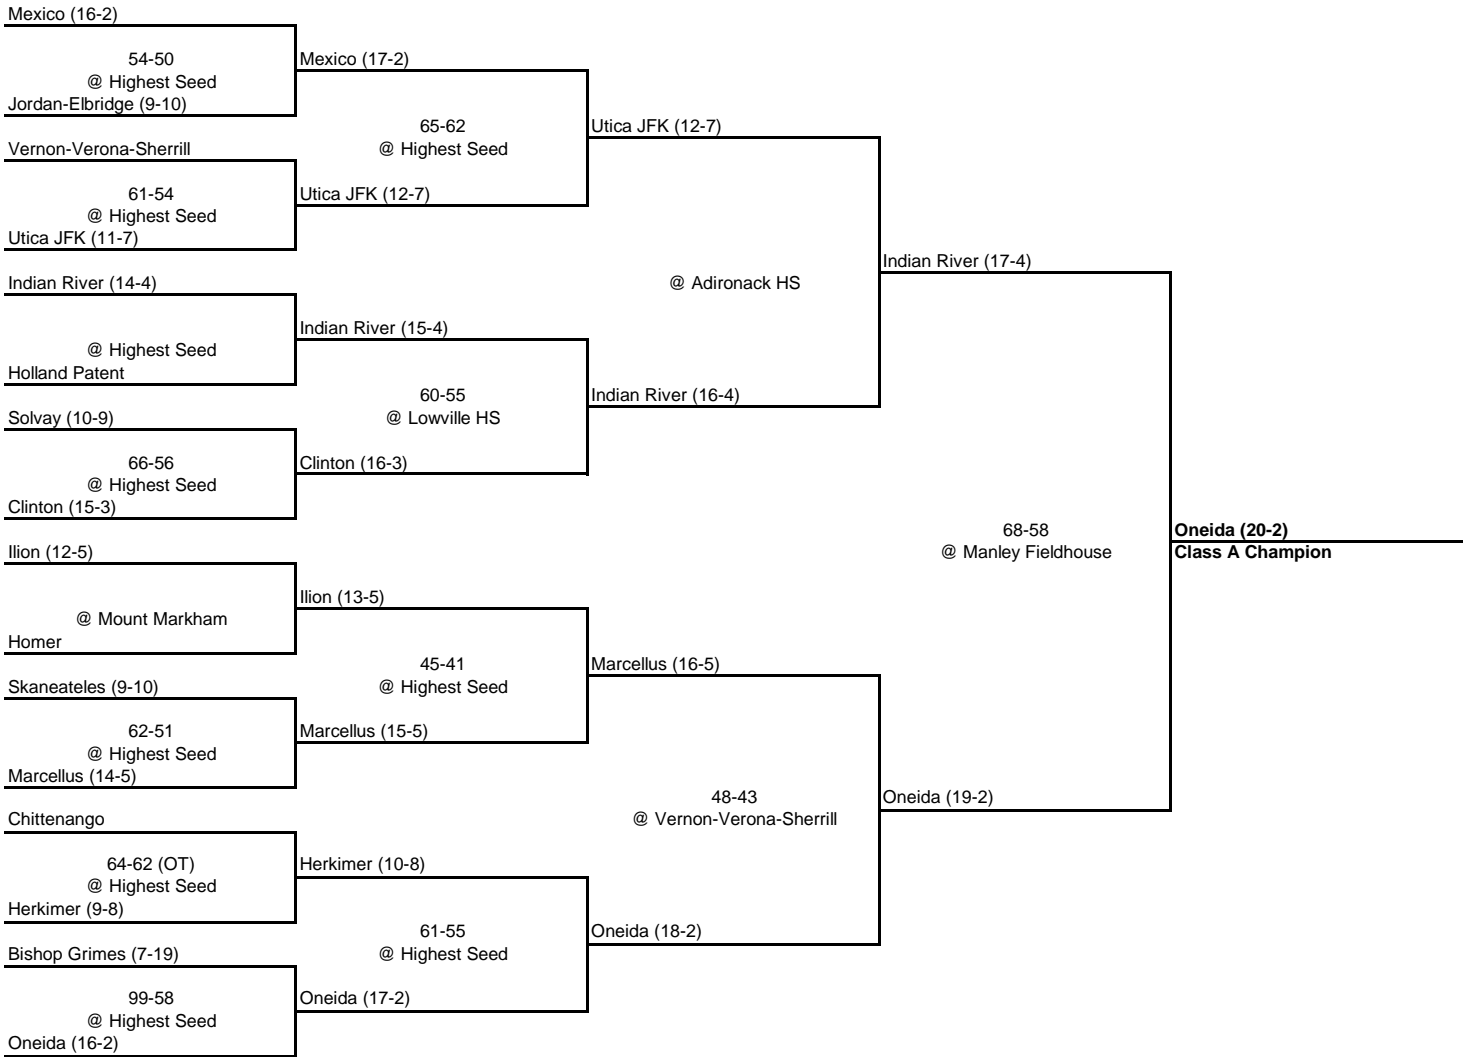 Mexico (16-2)
54-50
@ Highest Seed
Jordan-Elbridge (9-10)
Mexico (17-2)
Vernon-Verona-Sherrill
61-54
@ Highest Seed
Utica JFK (11-7)
Utica JFK (12-7)
65-62
@ Highest Seed
Utica JFK (12-7)
Indian River (14-4)
@ Highest Seed
Holland Patent
Indian River (15-4)
Solvay (10-9)
66-56
@ Highest Seed
Clinton (15-3)
Clinton (16-3)
60-55
@ Lowville HS
Indian River (16-4)
@ Adironack HS
Indian River (17-4)
Ilion (12-5)
@ Mount Markham
Homer
Ilion (13-5)
Skaneateles (9-10)
62-51
@ Highest Seed
Marcellus (14-5)
Marcellus (15-5)
45-41
@ Highest Seed
Marcellus (16-5)
Chittenango
64-62 (OT)
@ Highest Seed
Herkimer (9-8)
Herkimer (10-8)
Bishop Grimes (7-19)
99-58
@ Highest Seed
Oneida (16-2)
Oneida (17-2)
61-55
@ Highest Seed
Oneida (18-2)
48-43
@ Vernon-Verona-Sherrill
Oneida (19-2)
68-58
@ Manley Fieldhouse
Oneida (20-2)
Class A Champion